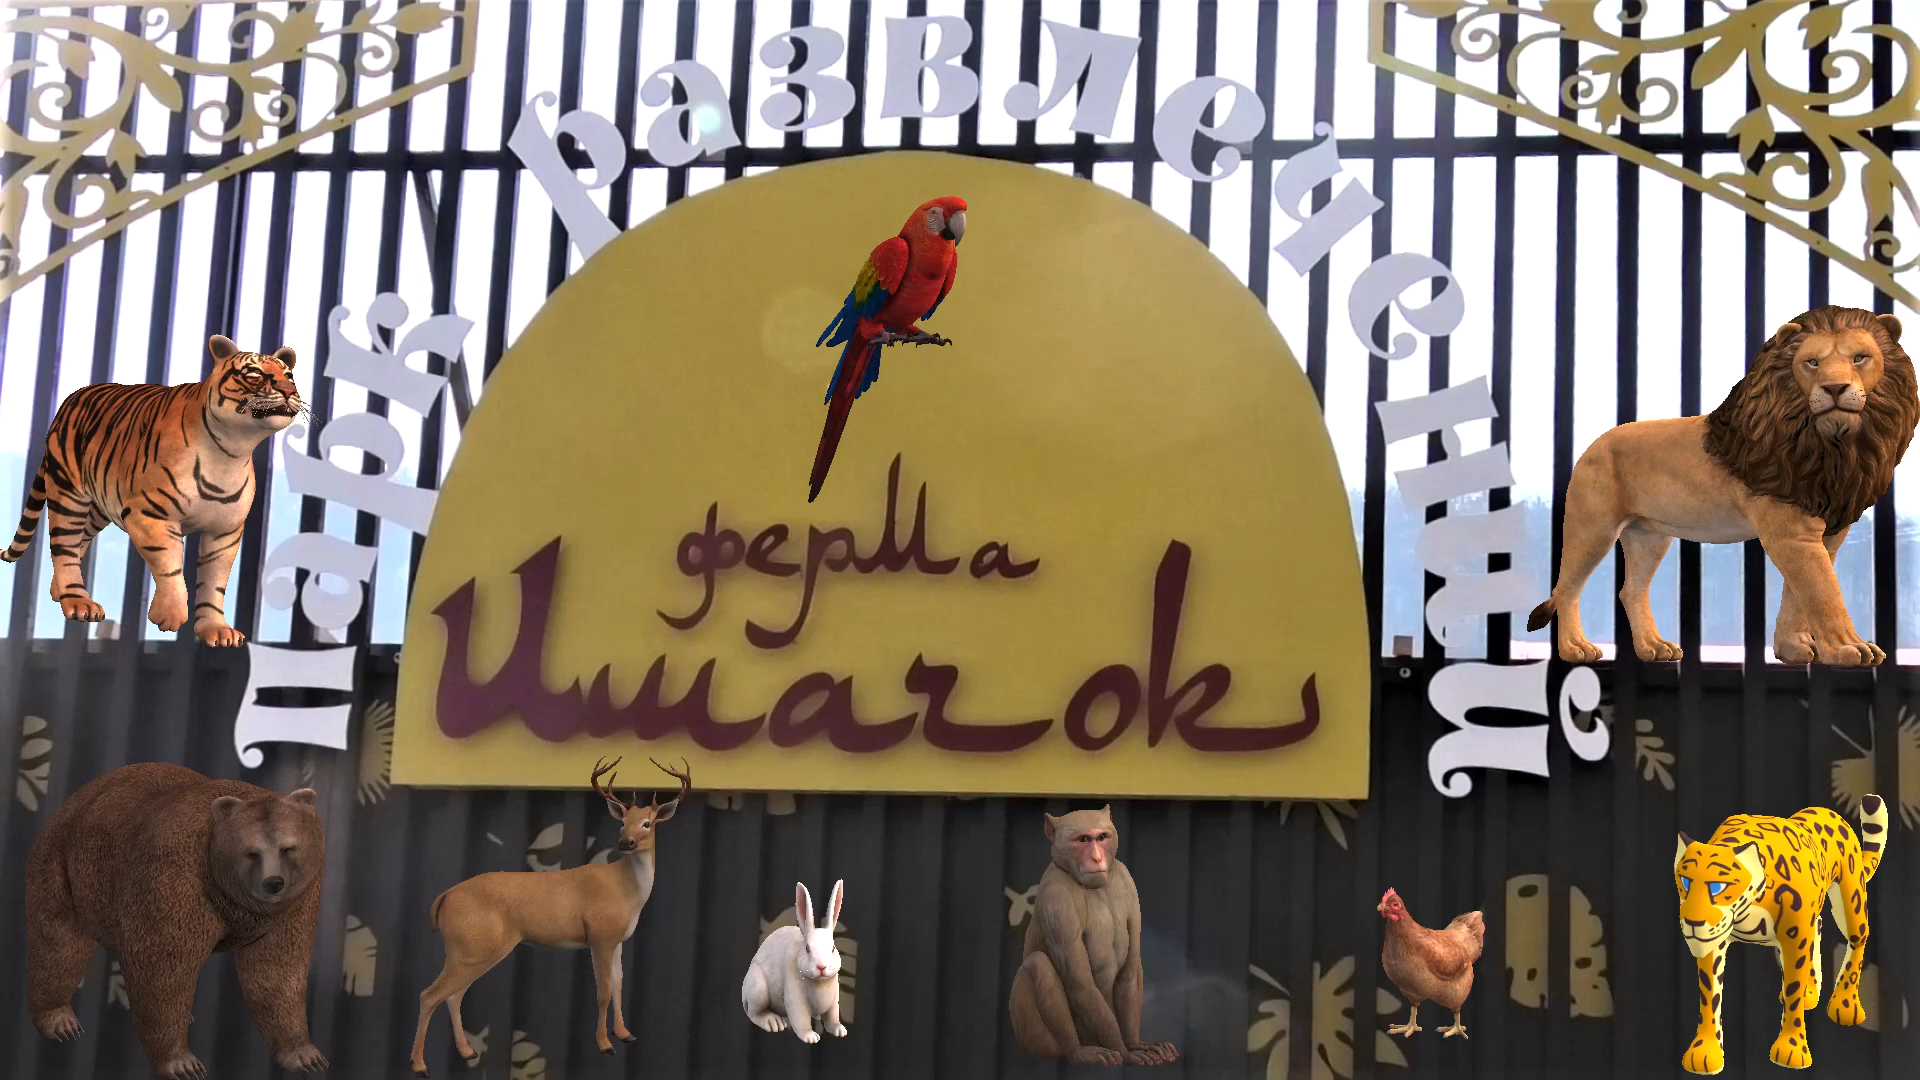 парк развлечений
ферма
Ишачок